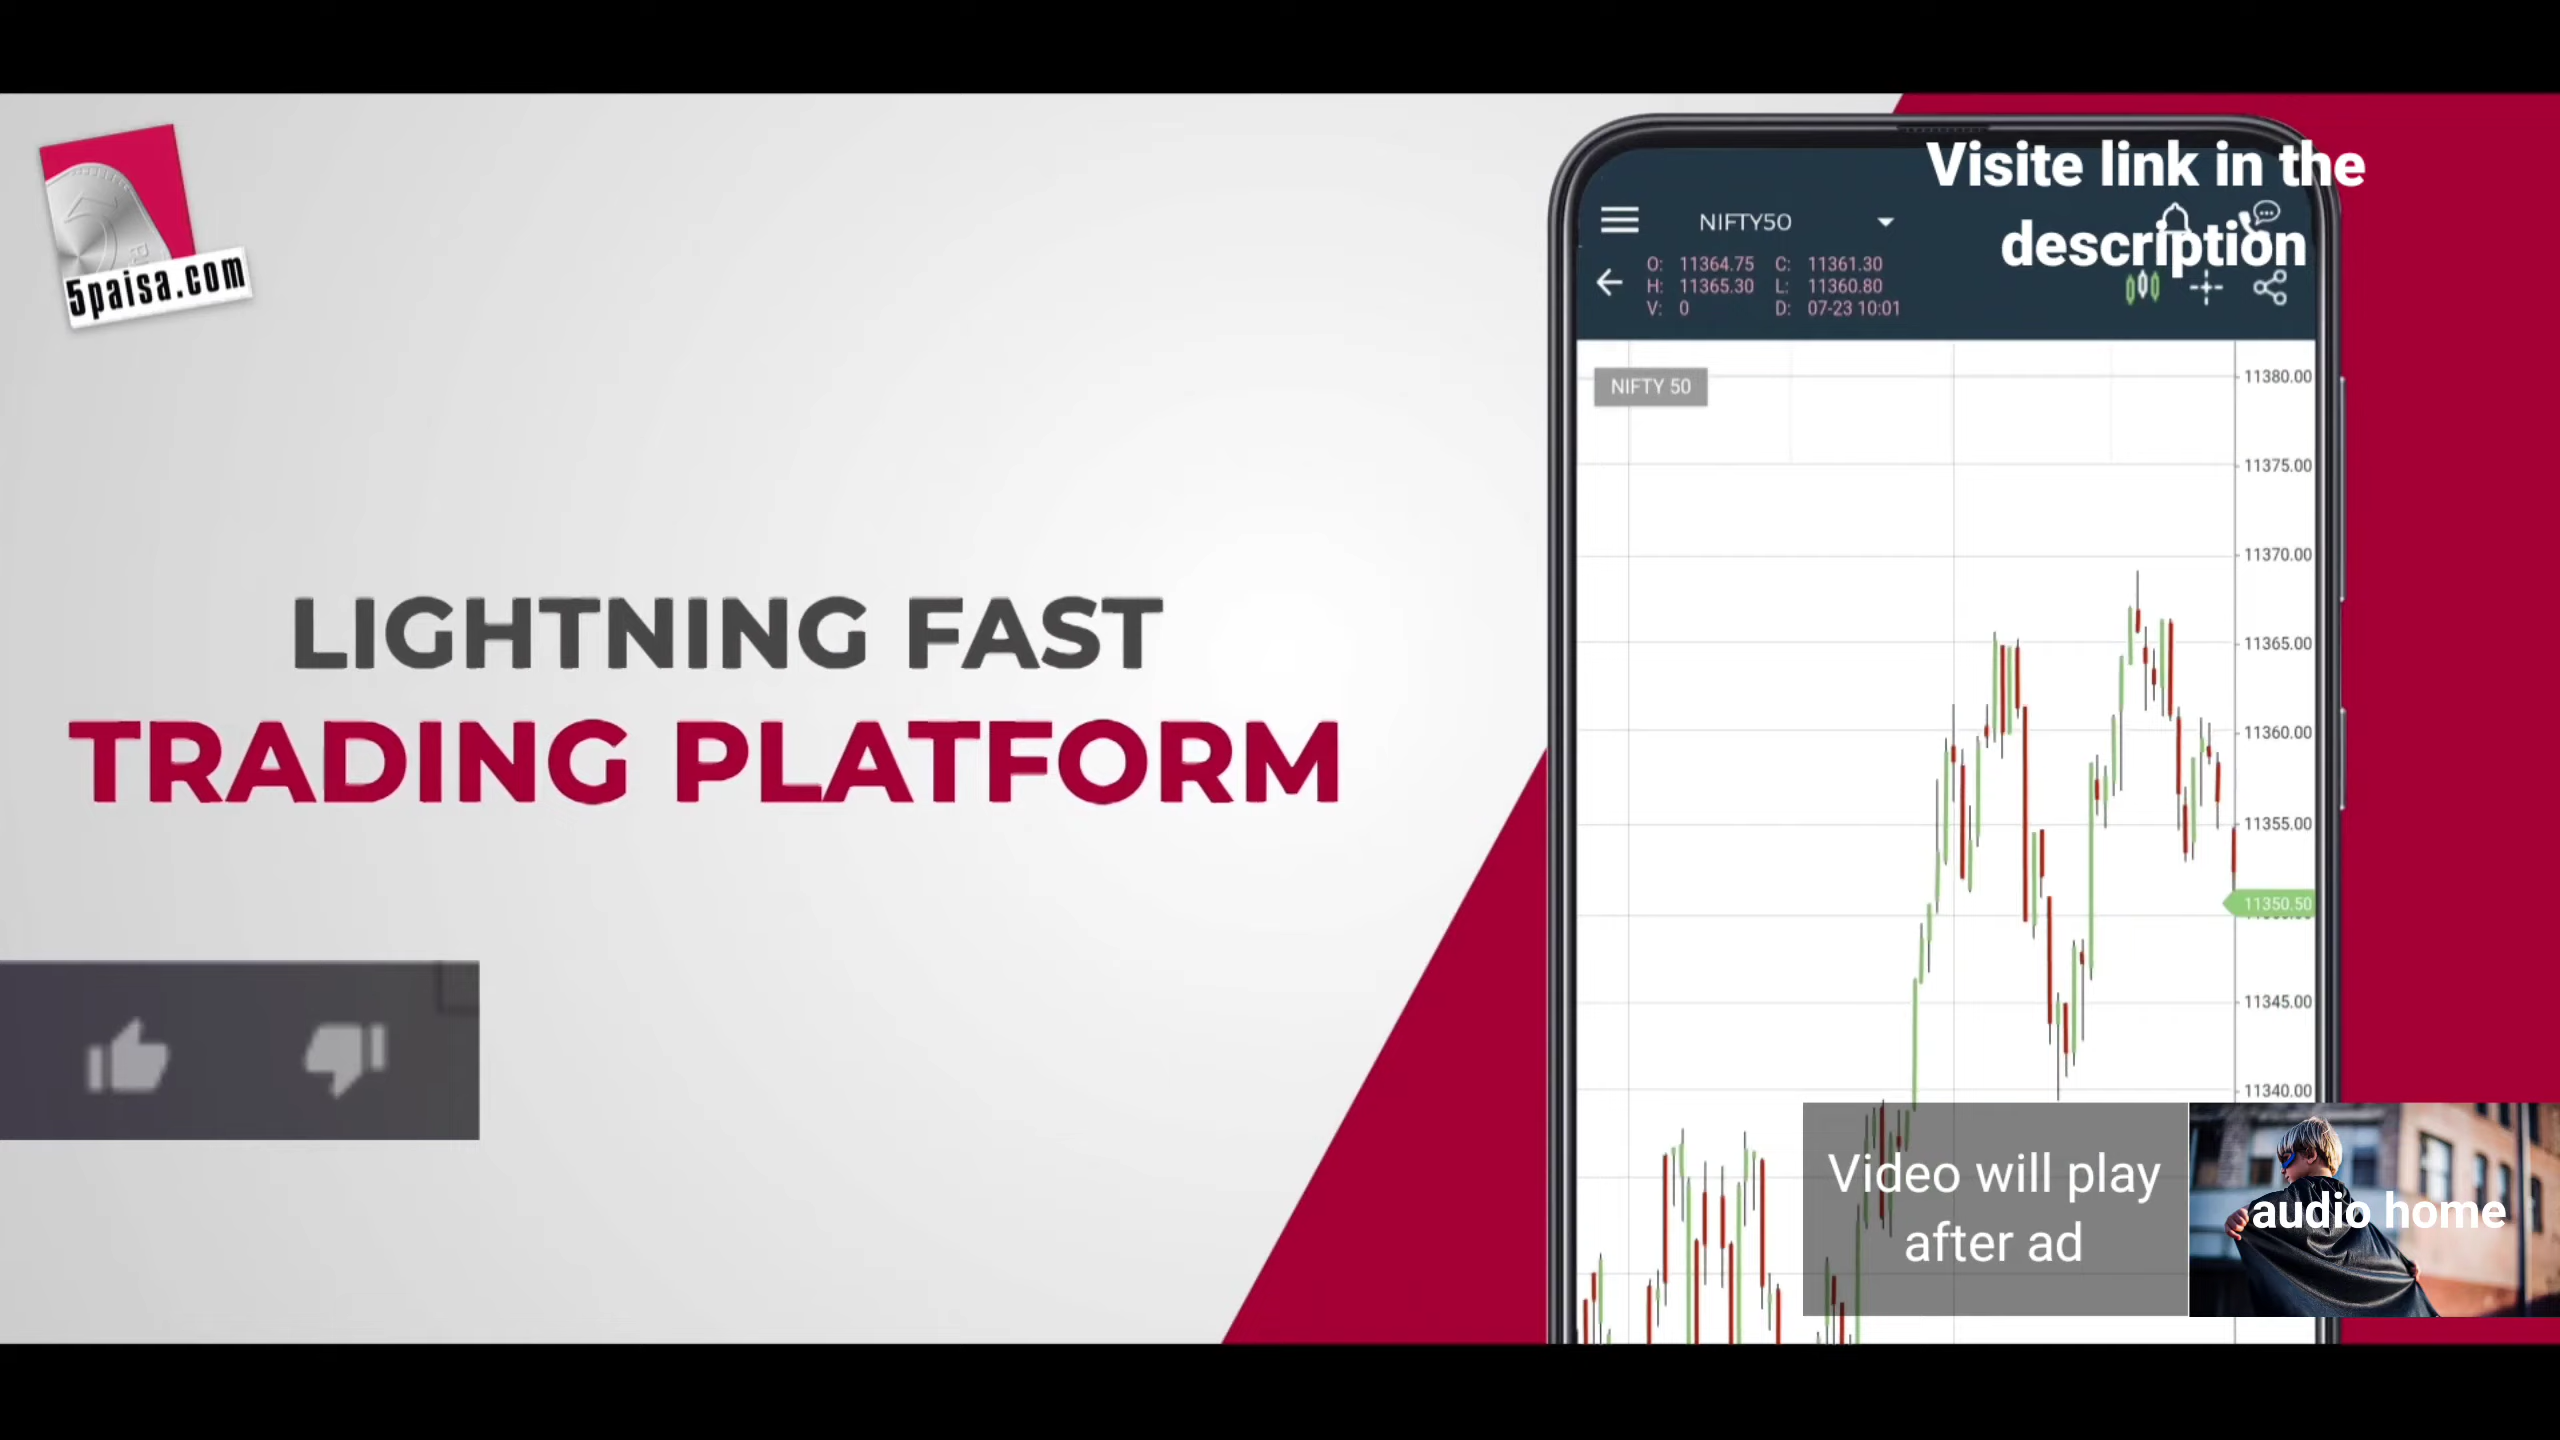 5paisa.com
LIGHTNING FAST
TRADING PLATFORM
Visite link in the
description
NIFTY50
O: 11364.75 C: 11361.30
H: 11365.30 L: 11360.80
V: 0 D: 07-23 10:01
NIFTY 50
11380.00
11375.00
11370.00
11365.00
11360.00
11355.00
11350.50
11345.00
11340.00
Video will play
after ad
audio home